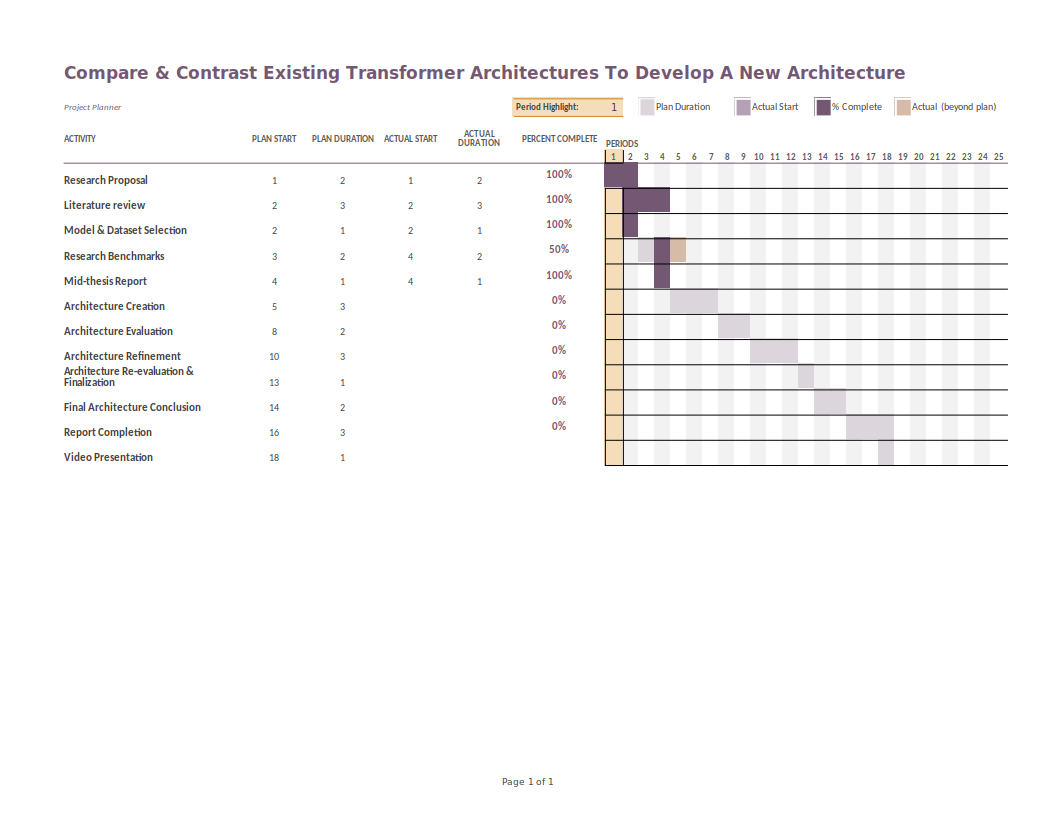 Compare & Contrast Existing Transformer Architectures To Develop A New Architecture
Project Planner
Period Highlight: 1
Plan Duration
Actual Start
% Complete
Actual (beyond plan)
ACTIVITY PLAN START PLAN DURATION ACTUAL START ACTUAL DURATION PERCENT COMPLETE PERIODS
1 2 3 4 5 6 7 8 9 10 11 12 13 14 15 16 17 18 19 20 21 22 23 24 25
Research Proposal 1 2 1 2 100%
Literature review 2 3 2 3 100%
Model & Dataset Selection 2 1 2 1 100%
Research Benchmarks 3 2 4 2 50%
Mid-thesis Report 4 1 4 1 100%
Architecture Creation 5 3 0%
Architecture Evaluation 8 2 0%
Architecture Refinement 10 3 0%
Architecture Re-evaluation &
Finalization 13 1 0%
Final Architecture Conclusion 14 2 0%
Report Completion 16 3 0%
Video Presentation 18 1
Page 1 of 1